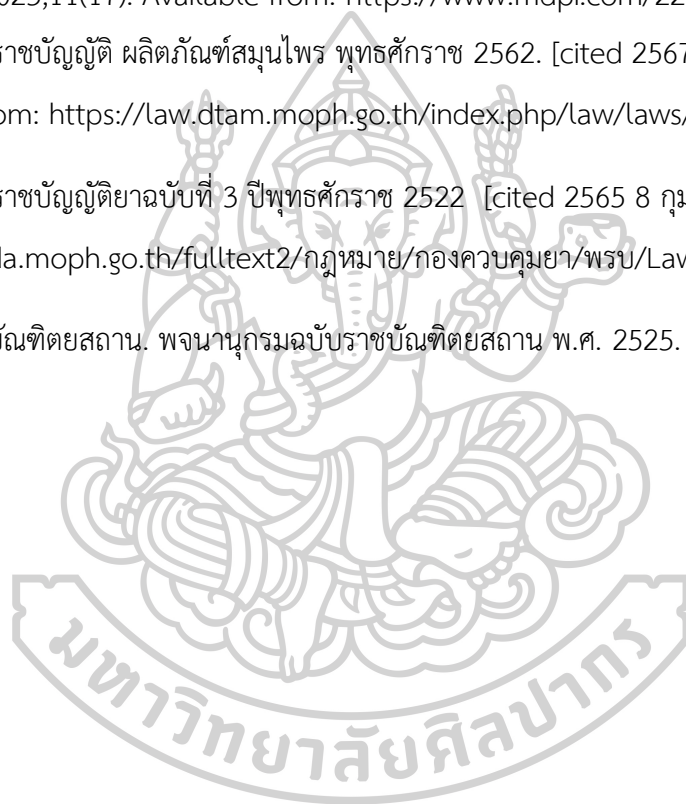 2023;11(17). Available from: https://www.mdpi.com/22
ราชบัญญัติ ผลิตภัณฑ์สมุนไพร พุทธศักราช 2562. [cited 2567
om: https://law.dtam.moph.go.th/index.php/law/laws/
ราชบัญญัติยาฉบับที่ 3 ปีพุทธศักราช 2522 [cited 2565 8 กุม
da.moph.go.th/fulltext2/กฎหมาย/กองควบคุมยา/พรบ/Law
บัณฑิตยสถาน. พจนานุกรมฉบับราชบัณฑิตยสถาน พ.ศ. 2525.
มหาวิทยาลัยศิลปากร